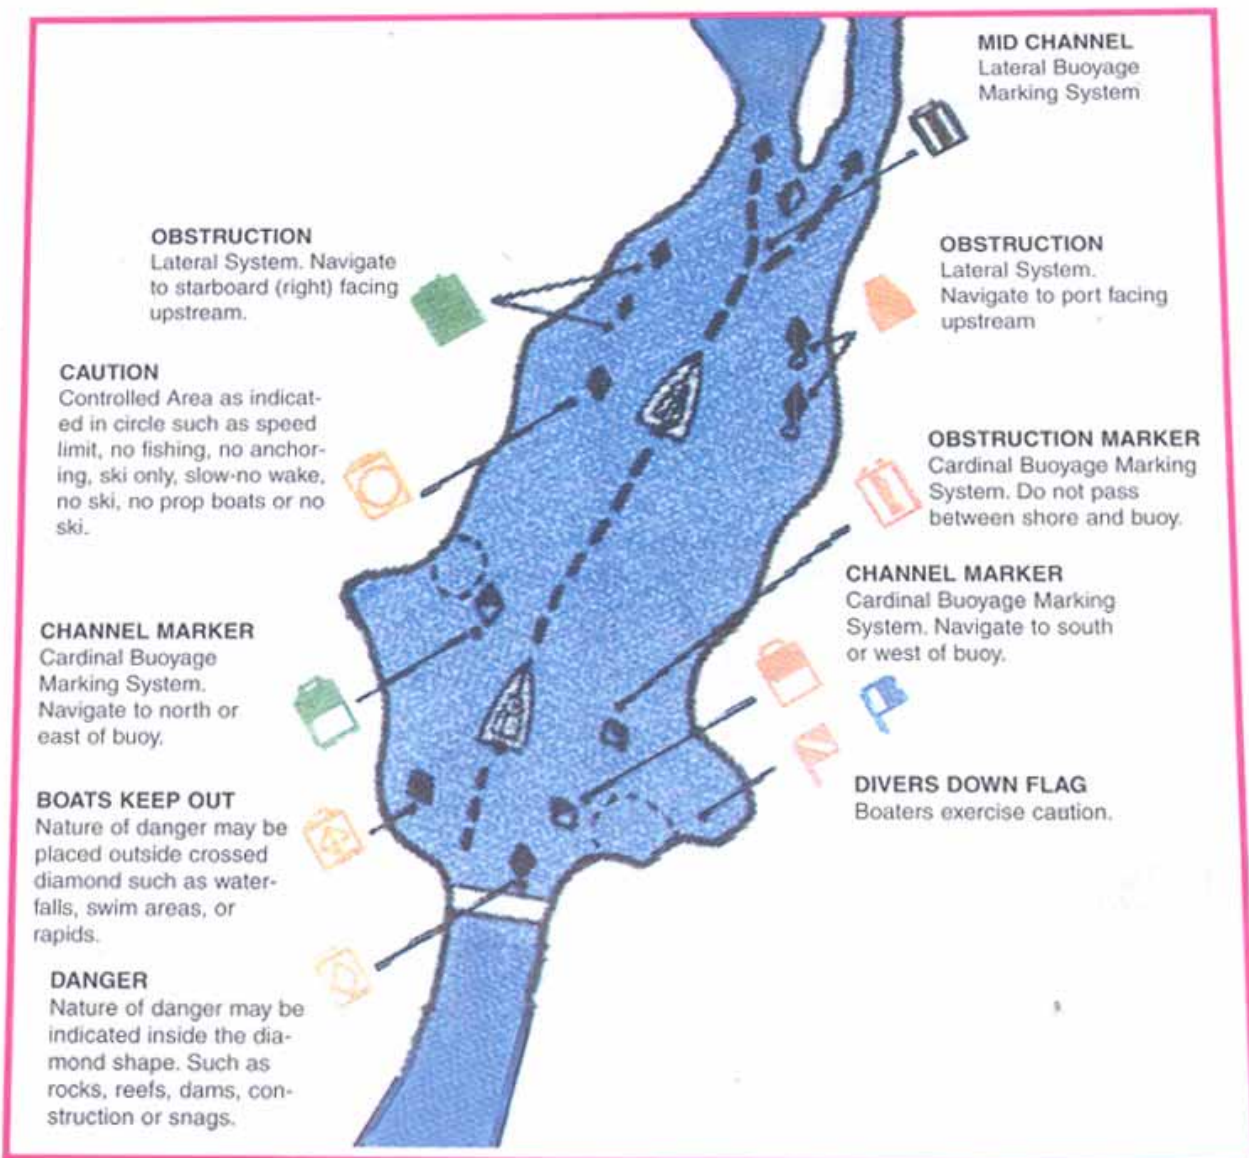 MID CHANNEL
Lateral Buoyage
Marking System
OBSTRUCTION
Lateral System. Navigate
to starboard (right) facing
upstream.
OBSTRUCTION
Lateral System.
Navigate to port facing
upstream
CAUTION
Controlled Area as indicat-
ed in circle such as speed
limit, no fishing, no anchor-
ing, ski only, slow-no wake,
no ski, no prop boats or no
ski.
OBSTRUCTION MARKER
Cardinal Buoyage Marking
System. Do not pass
between shore and buoy.
CHANNEL MARKER
Cardinal Buoyage Marking
System. Navigate to south
or west of buoy.
CHANNEL MARKER
Cardinal Buoyage
Marking System.
Navigate to north or
east of buoy.
DIVERS DOWN FLAG
Boaters exercise caution.
BOATS KEEP OUT
Nature of danger may be
placed outside crossed
diamond such as water-
falls, swim areas, or
rapids.
DANGER
Nature of danger may be
indicated inside the dia-
mond shape. Such as
rocks, reefs, dams, con-
struction or snags.